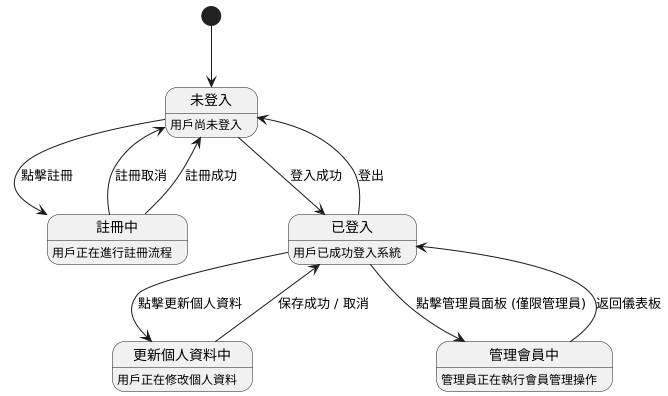 未登入
用戶尚未登入
點擊註冊
註冊取消
註冊成功
登入成功
登出
註冊中
用戶正在進行註冊流程
已登入
用戶已成功登入系統
點擊更新個人資料
保存成功 / 取消
點擊管理員面板 (僅限管理員)
返回儀表板
更新個人資料中
用戶正在修改個人資料
管理會員中
管理員正在執行會員管理操作